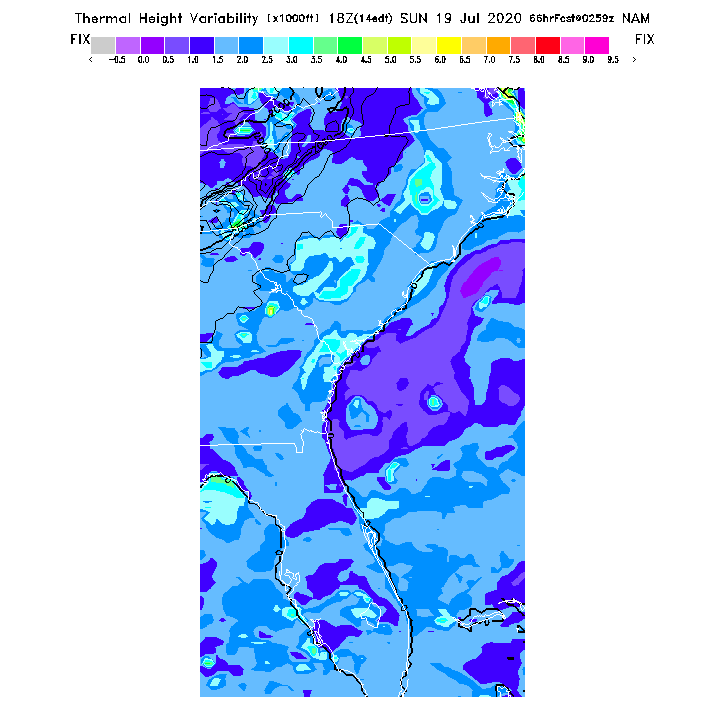 Thermal Height Variability [x1000ft] 18Z(14edt) SUN 19 Jul 2020 66hrFcst@0259z NAM
FIX FIX
< -0.5 0.0 0.5 1.0 1.5 2.0 2.5 3.0 3.5 4.0 4.5 5.0 5.5 6.0 6.5 7.0 7.5 8.0 8.5 9.0 9.5 >